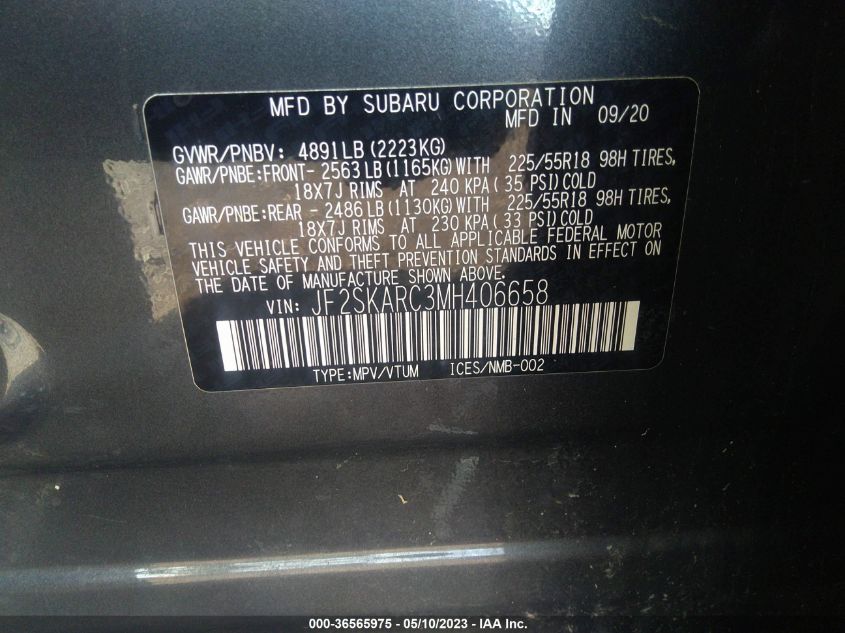 MFD BY SUBARU CORPORATION
MFD IN 09/20
GVWR/PNBV: 4891LB (2223KG)
GAWR/PNBE:FRONT- 2563LB (1165KG) WITH 225/55R18 98H TIRES,
18X7J RIMS AT 240 KPA ( 35 PSI) COLD
GAWR/PNBE:REAR - 2486LB (1130KG) WITH 225/55R18 98H TIRES,
18X7J RIMS AT 230 KPA ( 33 PSI) COLD
THIS VEHICLE CONFORMS TO ALL APPLICABLE FEDERAL MOTOR
VEHICLE SAFETY AND THEFT PREVENTION STANDARDS IN EFFECT ON
THE DATE OF MANUFACTURE SHOWN ABOVE.
VIN: JF2SKARC3MH406658
TYPE:MPV/VTUM ICES/NMB-002
000-36565975 - 05/10/2023 - IAA Inc.